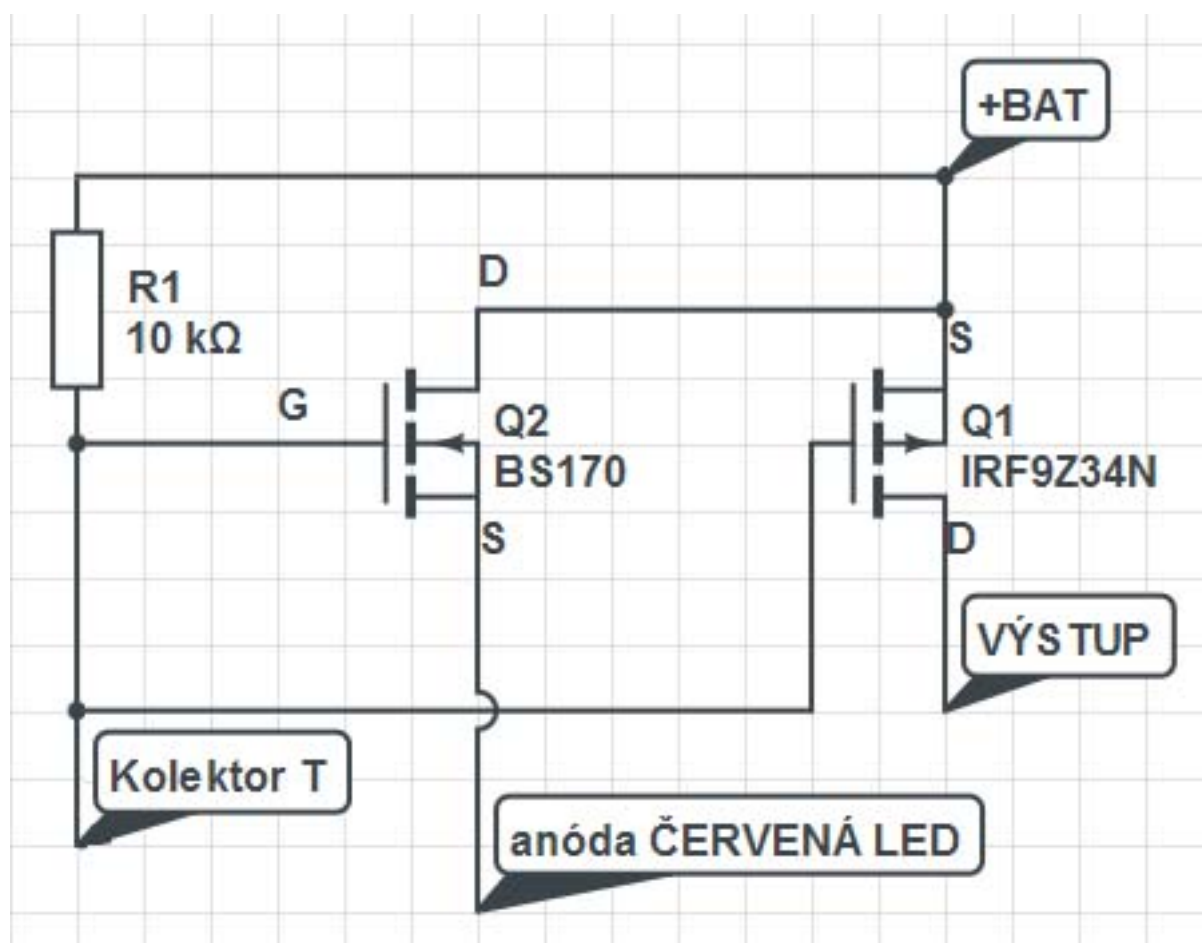 +BAT
R1
10 kΩ
D
S
G
Q2
BS170
Q1
IRF9Z34N
S
D
VÝSTUP
Kolektor T
anóda ČERVENÁ LED